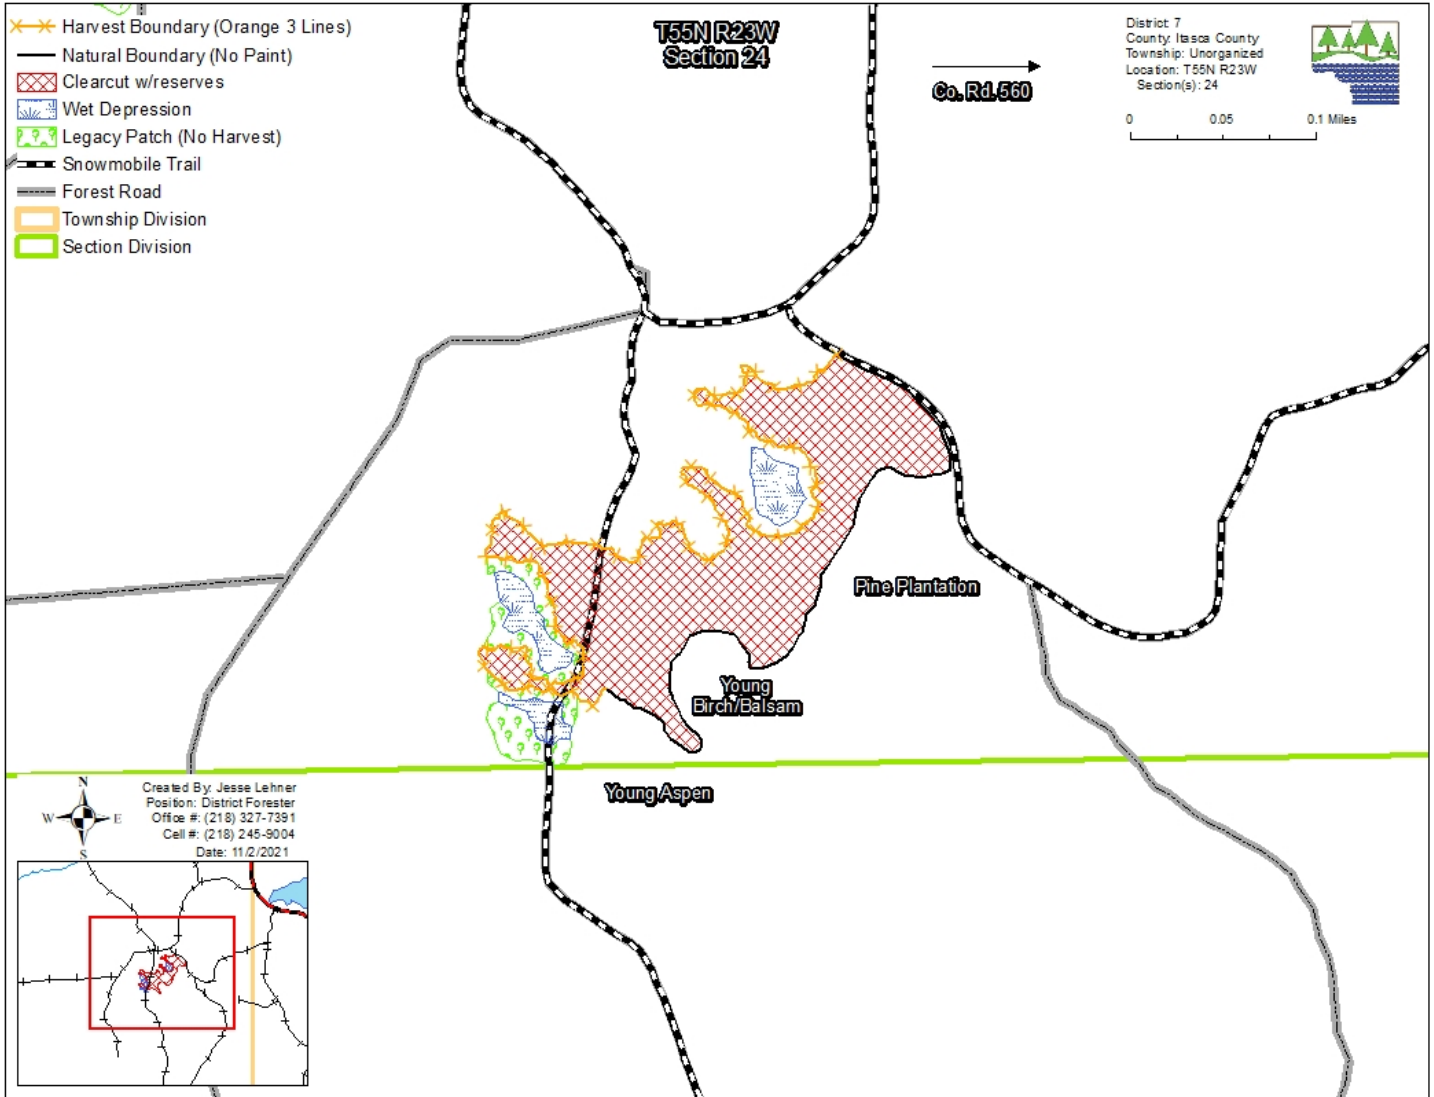 Harvest Boundary (Orange 3 Lines)
Natural Boundary (No Paint)
Clearcut w/reserves
Wet Depression
Legacy Patch (No Harvest)
Snowmobile Trail
Forest Road
Township Division
Section Division
T55N R23W
Section 24
Co. Rd. 560
District: 7
County: Itasca County
Township: Unorganized
Location: T55N R23W
Section(s): 24
0 0.05 0.1 Miles
Pine Plantation
Young
Birch/Balsam
Young Aspen
N
W E
S
Created By: Jesse Lehner
Position: District Forester
Office #: (218) 327-7391
Cell #: (218) 245-9004
Date: 11/2/2021